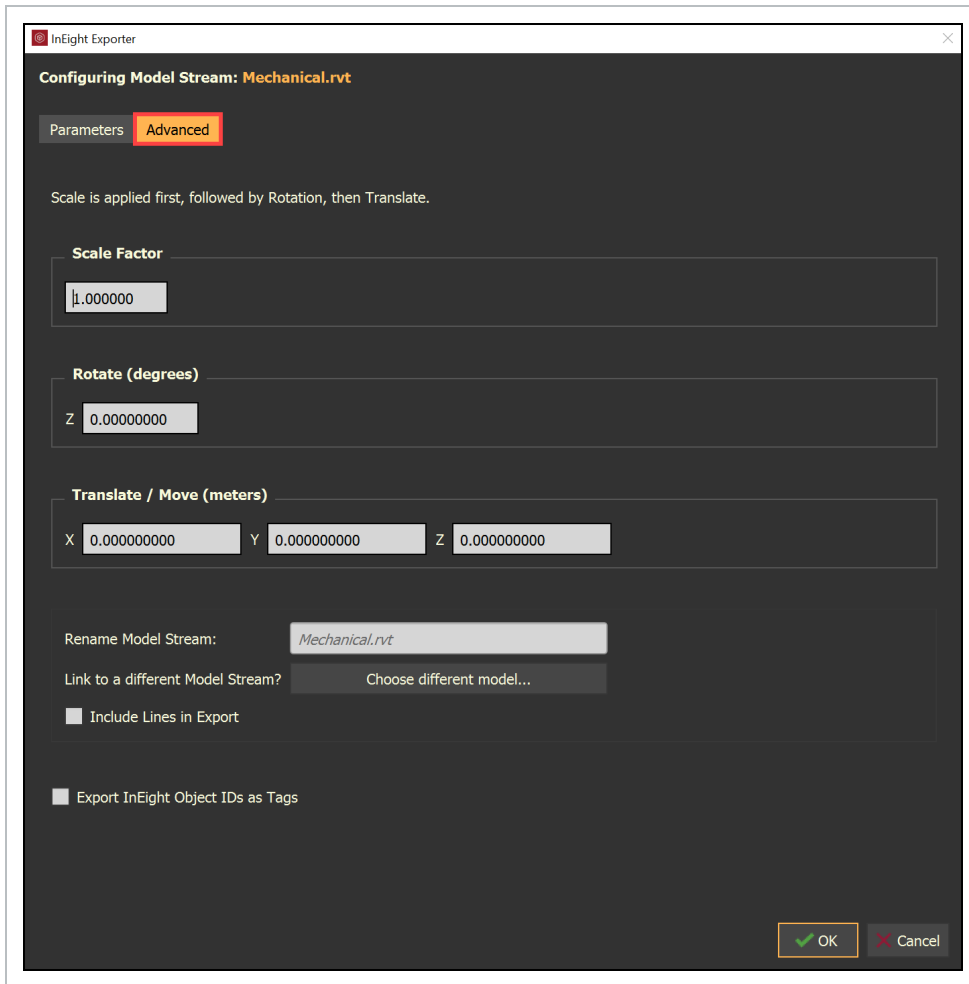 InEight Exporter
Configuring Model Stream: Mechanical.rvt
Parameters Advanced
Scale is applied first, followed by Rotation, then Translate.
Scale Factor
1.000000
Rotate (degrees)
Z 0.00000000
Translate / Move (meters)
X 0.000000000 Y 0.000000000 Z 0.000000000
Rename Model Stream: Mechanical.rvt
Link to a different Model Stream? Choose different model...
Include Lines in Export
Export InEight Object IDs as Tags
OK Cancel